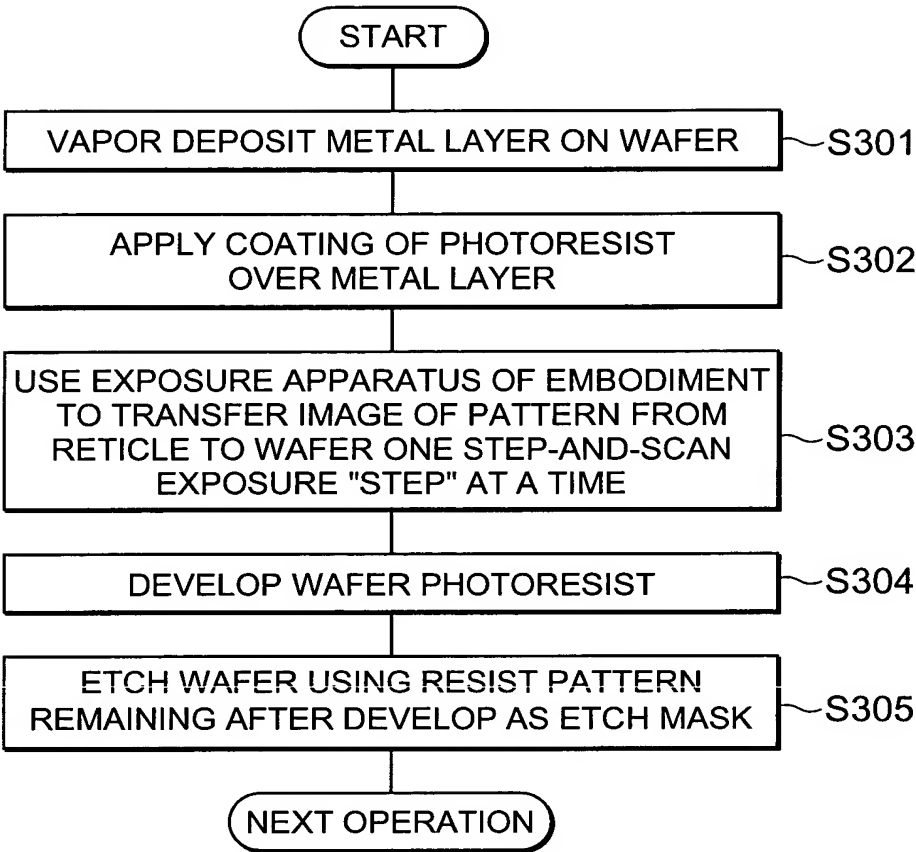 START
VAPOR DEPOSIT METAL LAYER ON WAFER
S301
APPLY COATING OF PHOTORESIST
OVER METAL LAYER
S302
USE EXPOSURE APPARATUS OF EMBODIMENT
TO TRANSFER IMAGE OF PATTERN FROM
RETICLE TO WAFER ONE STEP-AND-SCAN
EXPOSURE "STEP" AT A TIME
S303
DEVELOP WAFER PHOTORESIST
S304
ETCH WAFER USING RESIST PATTERN
REMAINING AFTER DEVELOP AS ETCH MASK
S305
NEXT OPERATION